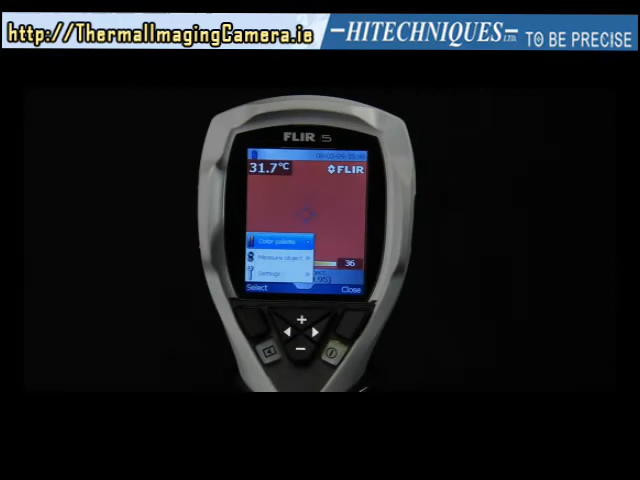 http://ThermalImagingCamera.ie
HITECHNIQUES LTD.
TO BE PRECISE
FLIR 5
31.7°C
FLIR
Color palette
Measure object
Settings
36
Select
Close